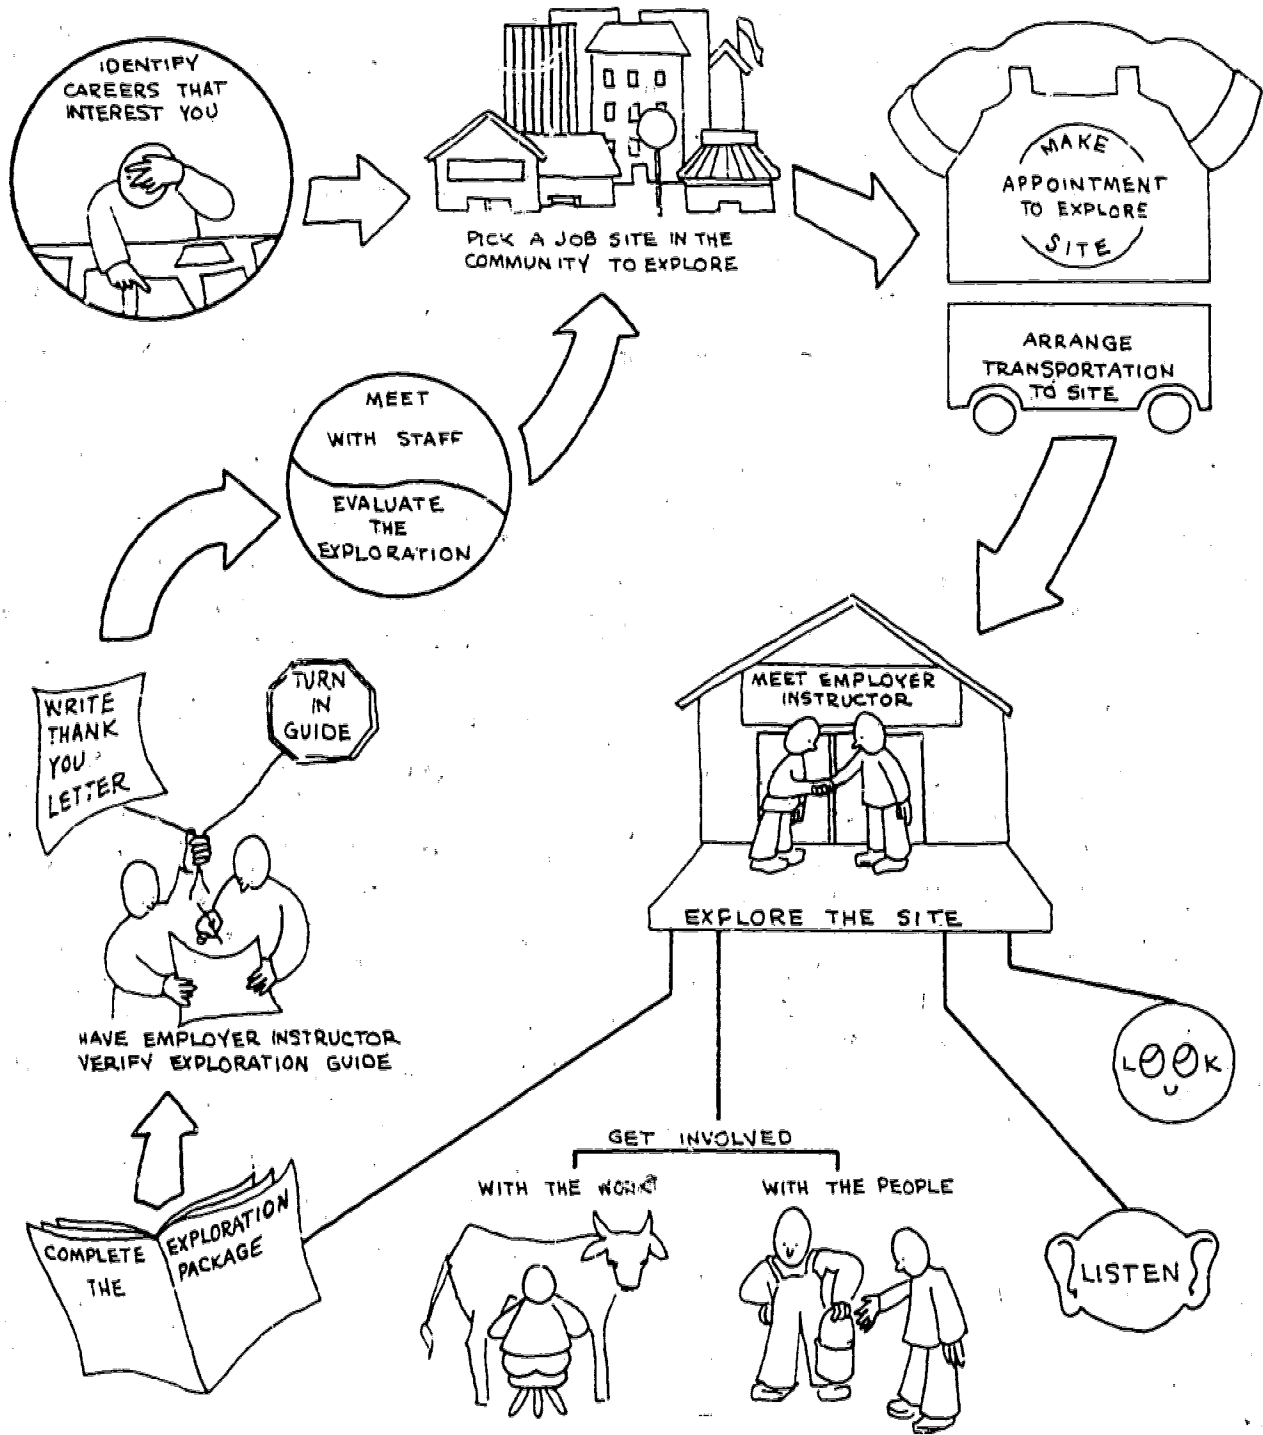 IDENTIFY
CAREERS THAT
INTEREST YOU
PICK A JOB SITE IN THE
COMMUNITY TO EXPLORE
MAKE
APPOINTMENT
TO EXPLORE
SITE
ARRANGE
TRANSPORTATION
TO SITE
MEET
WITH STAFF
EVALUATE
THE
EXPLORATION
MEET EMPLOYER
INSTRUCTOR
EXPLORE THE SITE
WRITE
THANK
YOU
LETTER
TURN
IN
GUIDE
HAVE EMPLOYER INSTRUCTOR
VERIFY EXPLORATION GUIDE
LOOK
GET INVOLVED
WITH THE WORK
WITH THE PEOPLE
LISTEN
COMPLETE
THE
EXPLORATION
PACKAGE